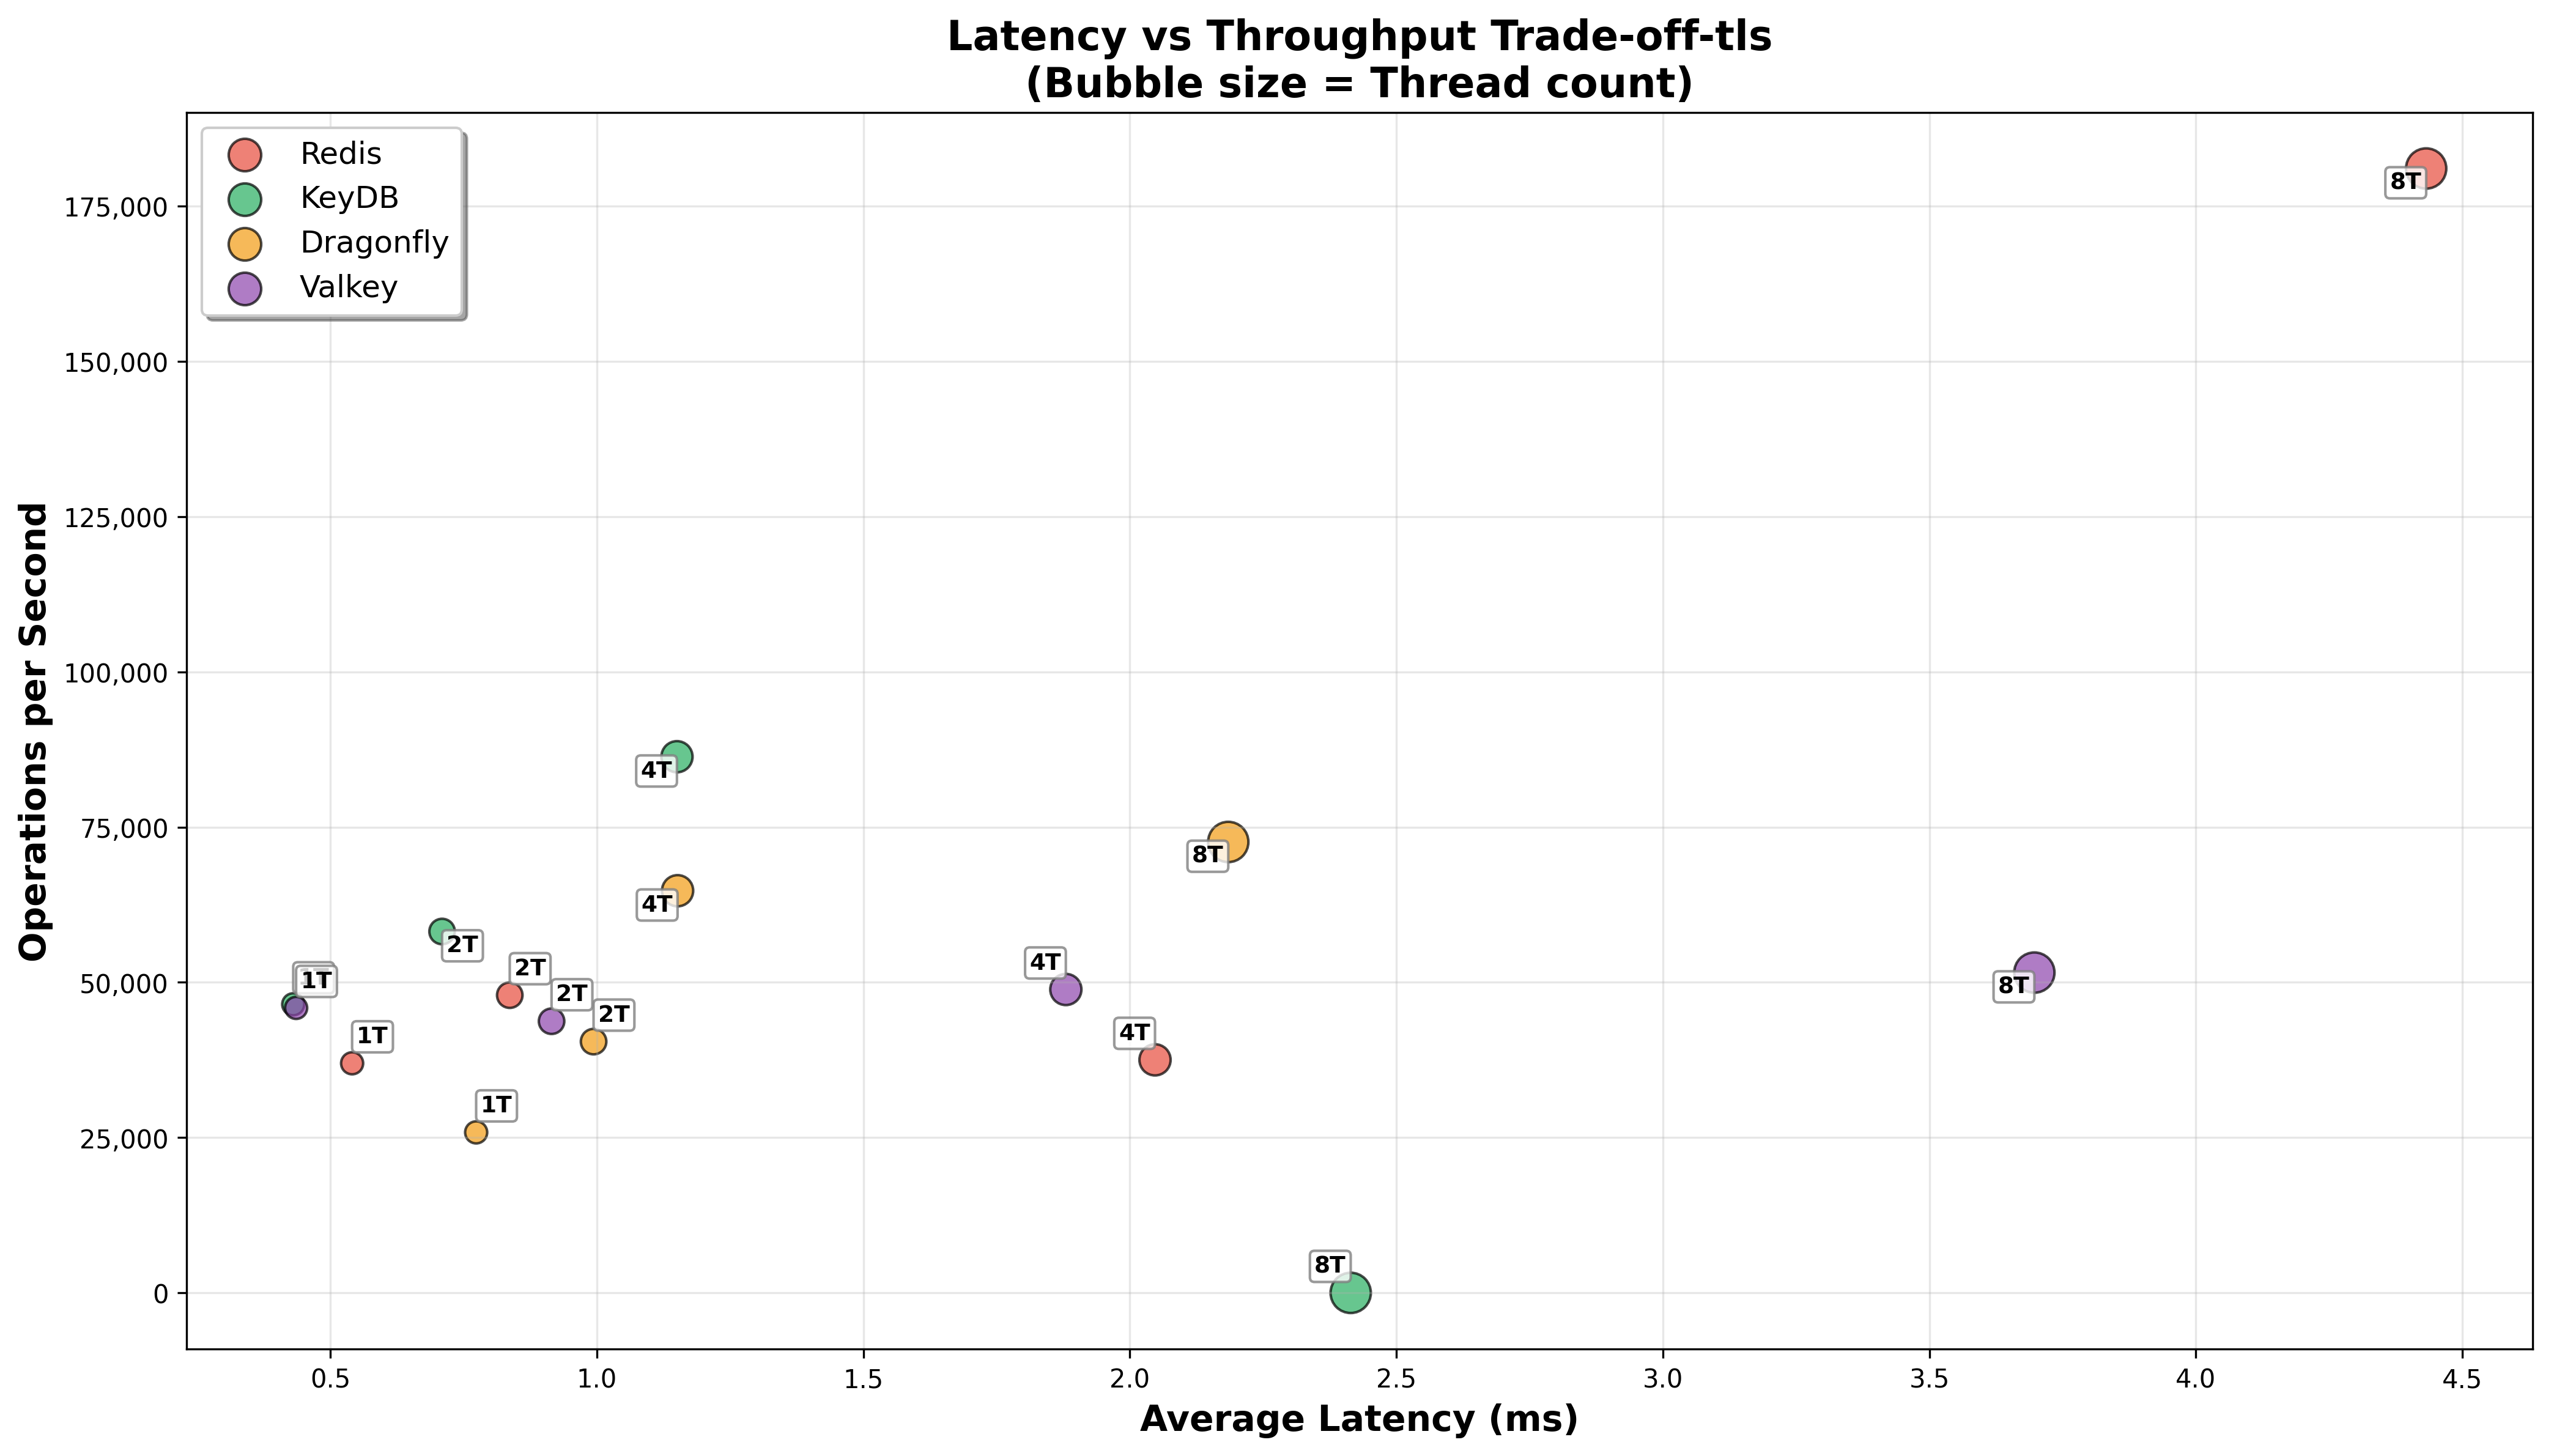 Latency vs Throughput Trade-off-tls
(Bubble size = Thread count)
Redis
KeyDB
Dragonfly
Valkey
Operations per Second
175,000
150,000
125,000
100,000
75,000
50,000
25,000
0
8T
4T
8T
4T
2T
2T
1T
2T
2T
4T
8T
4T
1T
1T
8T
0.5
1.0
1.5
2.0
2.5
3.0
3.5
4.0
4.5
Average Latency (ms)